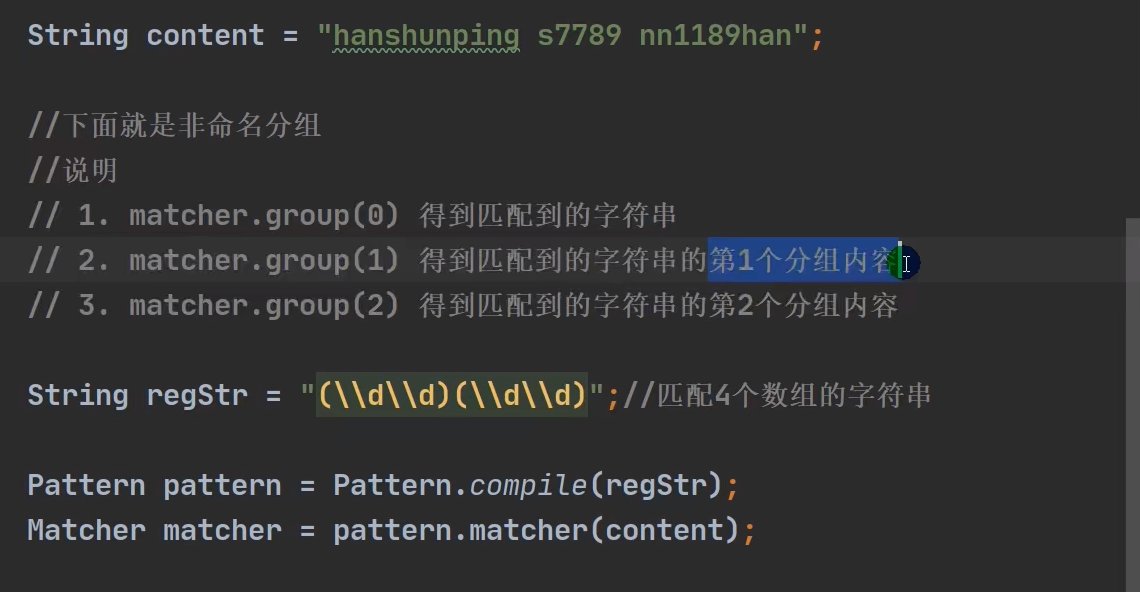 String content = "hanshunping s7789 nn1189han";
//下面就是非命名分组
//说明
// 1. matcher.group(0) 得到匹配到的字符串
// 2. matcher.group(1) 得到匹配到的字符串的第1个分组内容
// 3. matcher.group(2) 得到匹配到的字符串的第2个分组内容
String regStr = "(\\d\\d)(\\d\\d)";//匹配4个数组的字符串
Pattern pattern = Pattern.compile(regStr);
Matcher matcher = pattern.matcher(content);